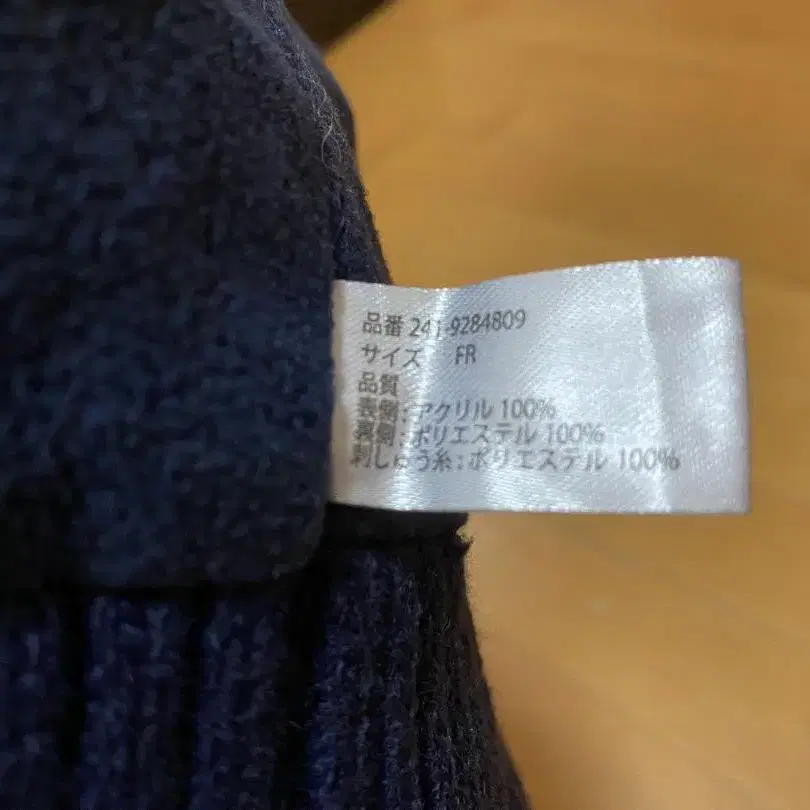 品番 241-9284809
サイズ FR
品質
表側:アクリル 100%
裏側:ポリエステル 100%
刺しゅう糸:ポリエステル 100%